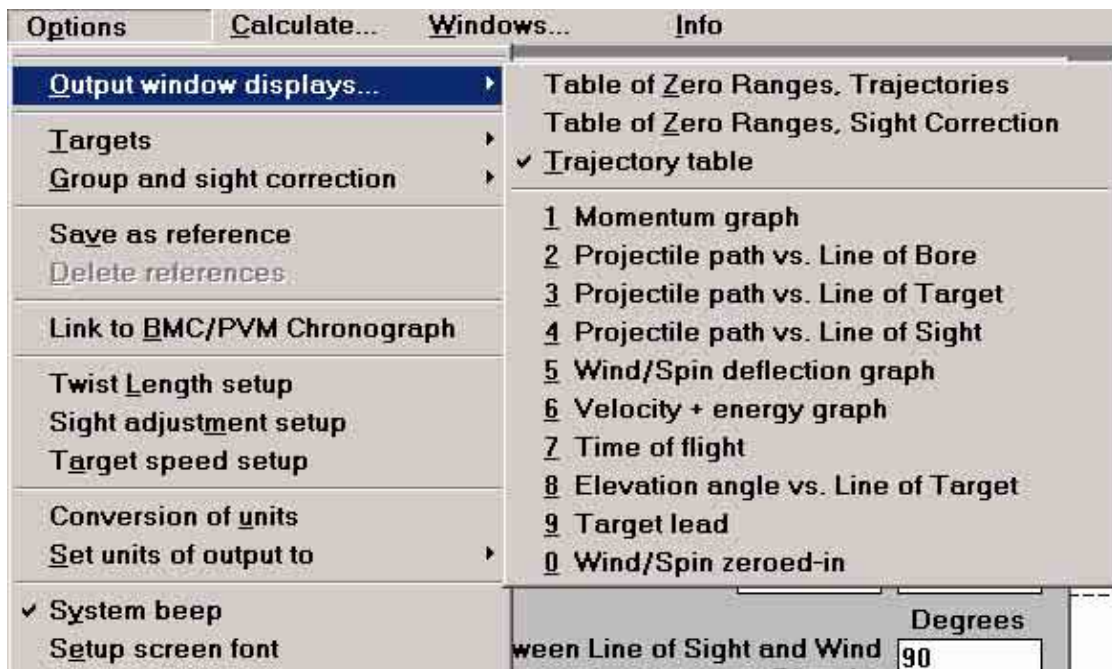 Options Calculate... Windows... Info
Output window displays...
Targets
Group and sight correction
Save as reference
Delete references
Link to BMC/PVM Chronograph
Twist Length setup
Sight adjustment setup
Target speed setup
Conversion of units
Set units of output to
System beep
Setup screen font
Table of Zero Ranges, Trajectories
Table of Zero Ranges, Sight Correction
Trajectory table
1 Momentum graph
2 Projectile path vs. Line of Bore
3 Projectile path vs. Line of Target
4 Projectile path vs. Line of Sight
5 Wind/Spin deflection graph
6 Velocity + energy graph
7 Time of flight
8 Elevation angle vs. Line of Target
9 Target lead
0 Wind/Spin zeroed-in
Degrees
ween Line of Sight and Wind 90